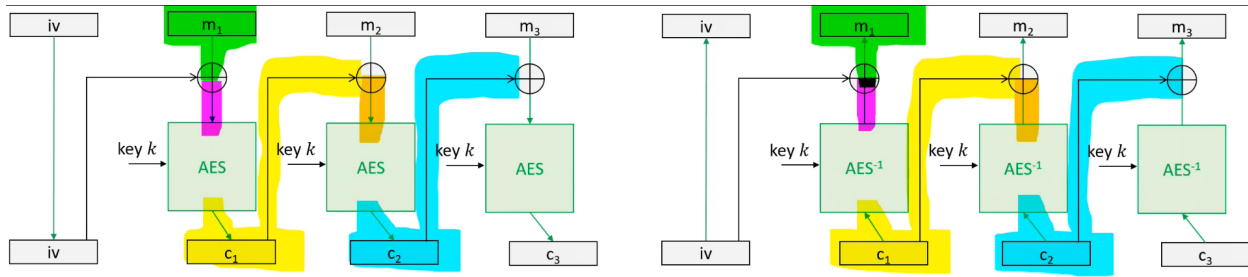 iv m₁ m₂ m₃ iv m₁ m₂ m₃
key k AES key k AES key k AES key k AES⁻¹ key k AES⁻¹ key k AES⁻¹
iv c₁ c₂ c₃ iv c₁ c₂ c₃